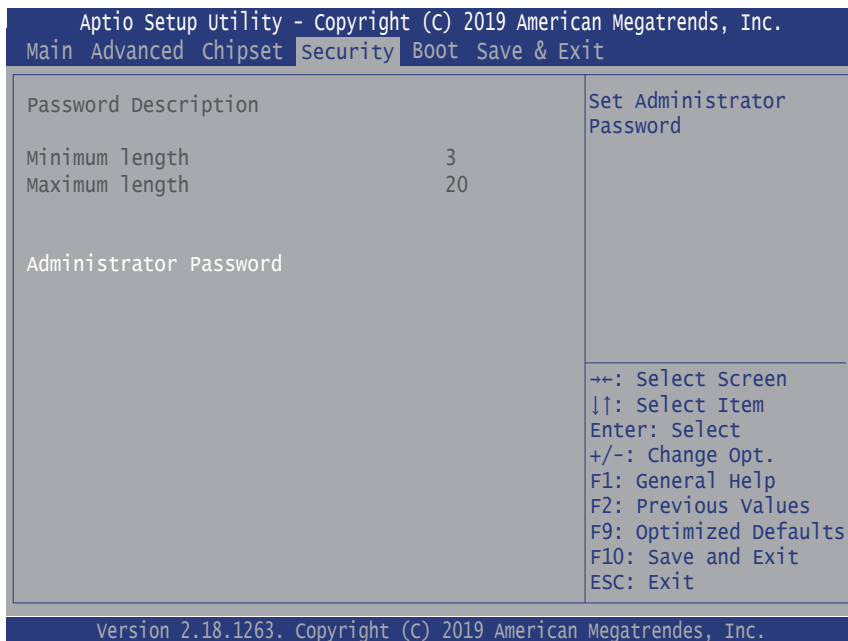 Aptio Setup Utility - Copyright (C) 2019 American Megatrends, Inc.
Main Advanced Chipset Security Boot Save & Exit
Password Description
Minimum length 3
Maximum length 20
Administrator Password
Set Administrator
Password
→←: Select Screen
↓↑: Select Item
Enter: Select
+/-: Change Opt.
F1: General Help
F2: Previous Values
F9: Optimized Defaults
F10: Save and Exit
ESC: Exit
Version 2.18.1263. Copyright (C) 2019 American Megatrendes, Inc.